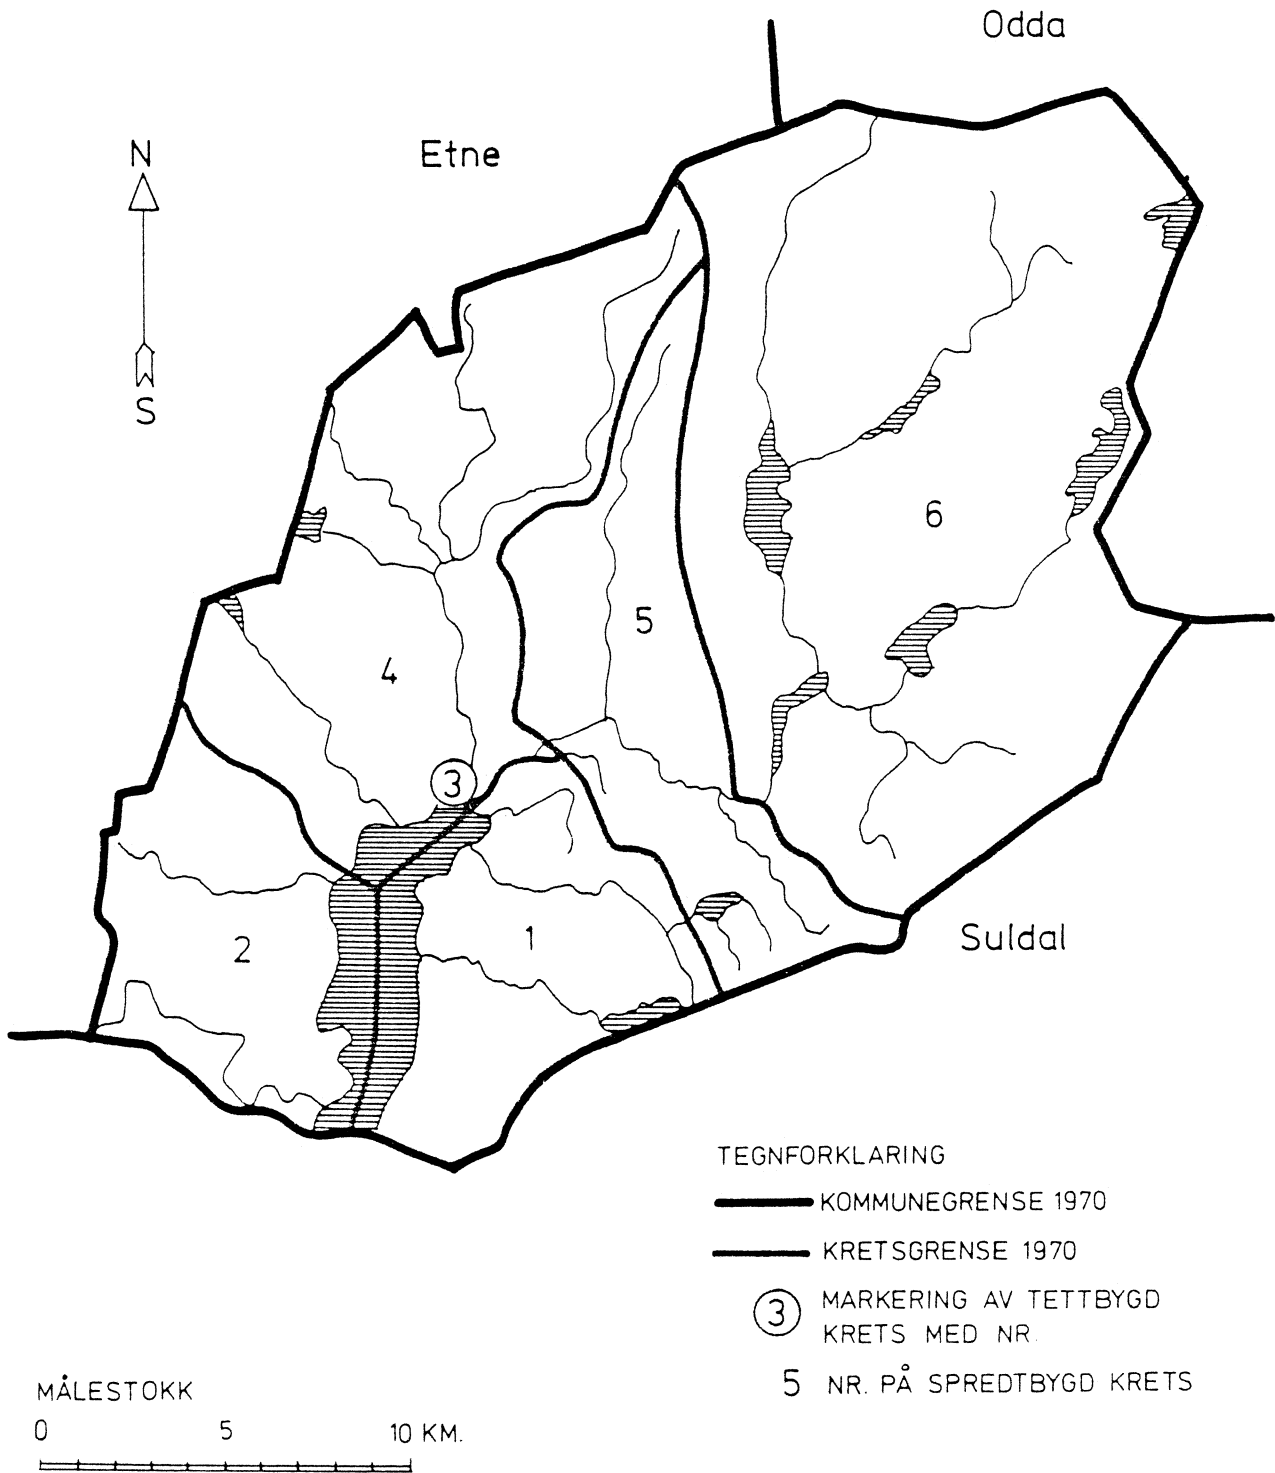 Odda
Etne
N
S
6
5
4
3
2
1
Suldal
TEGNFORKLARING
KOMMUNEGRENSE 1970
KRETSGRENSE 1970
3 MARKERING AV TETTBYGD
KRETS MED NR.
5 NR. PÅ SPREDTBYGD KRETS
MÅLESTOKK
0 5 10 KM.